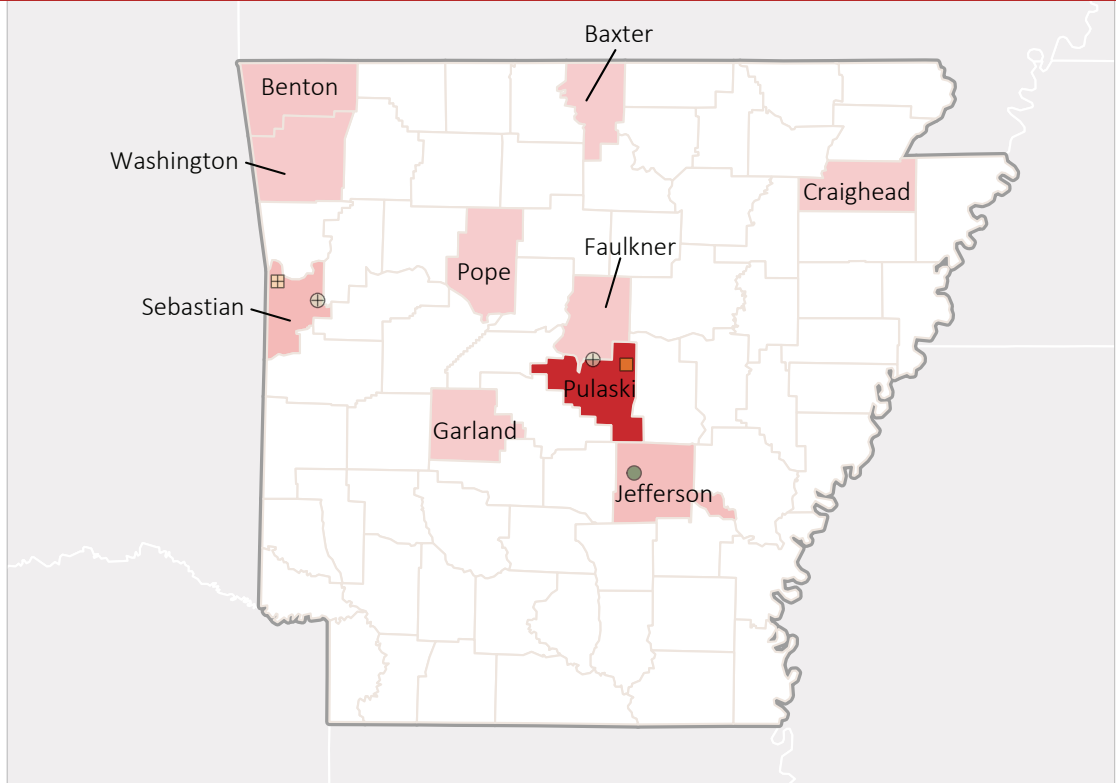 Baxter
Benton
Washington
Craighead
Faulkner
Pope
Sebastian
Pulaski
Garland
Jefferson